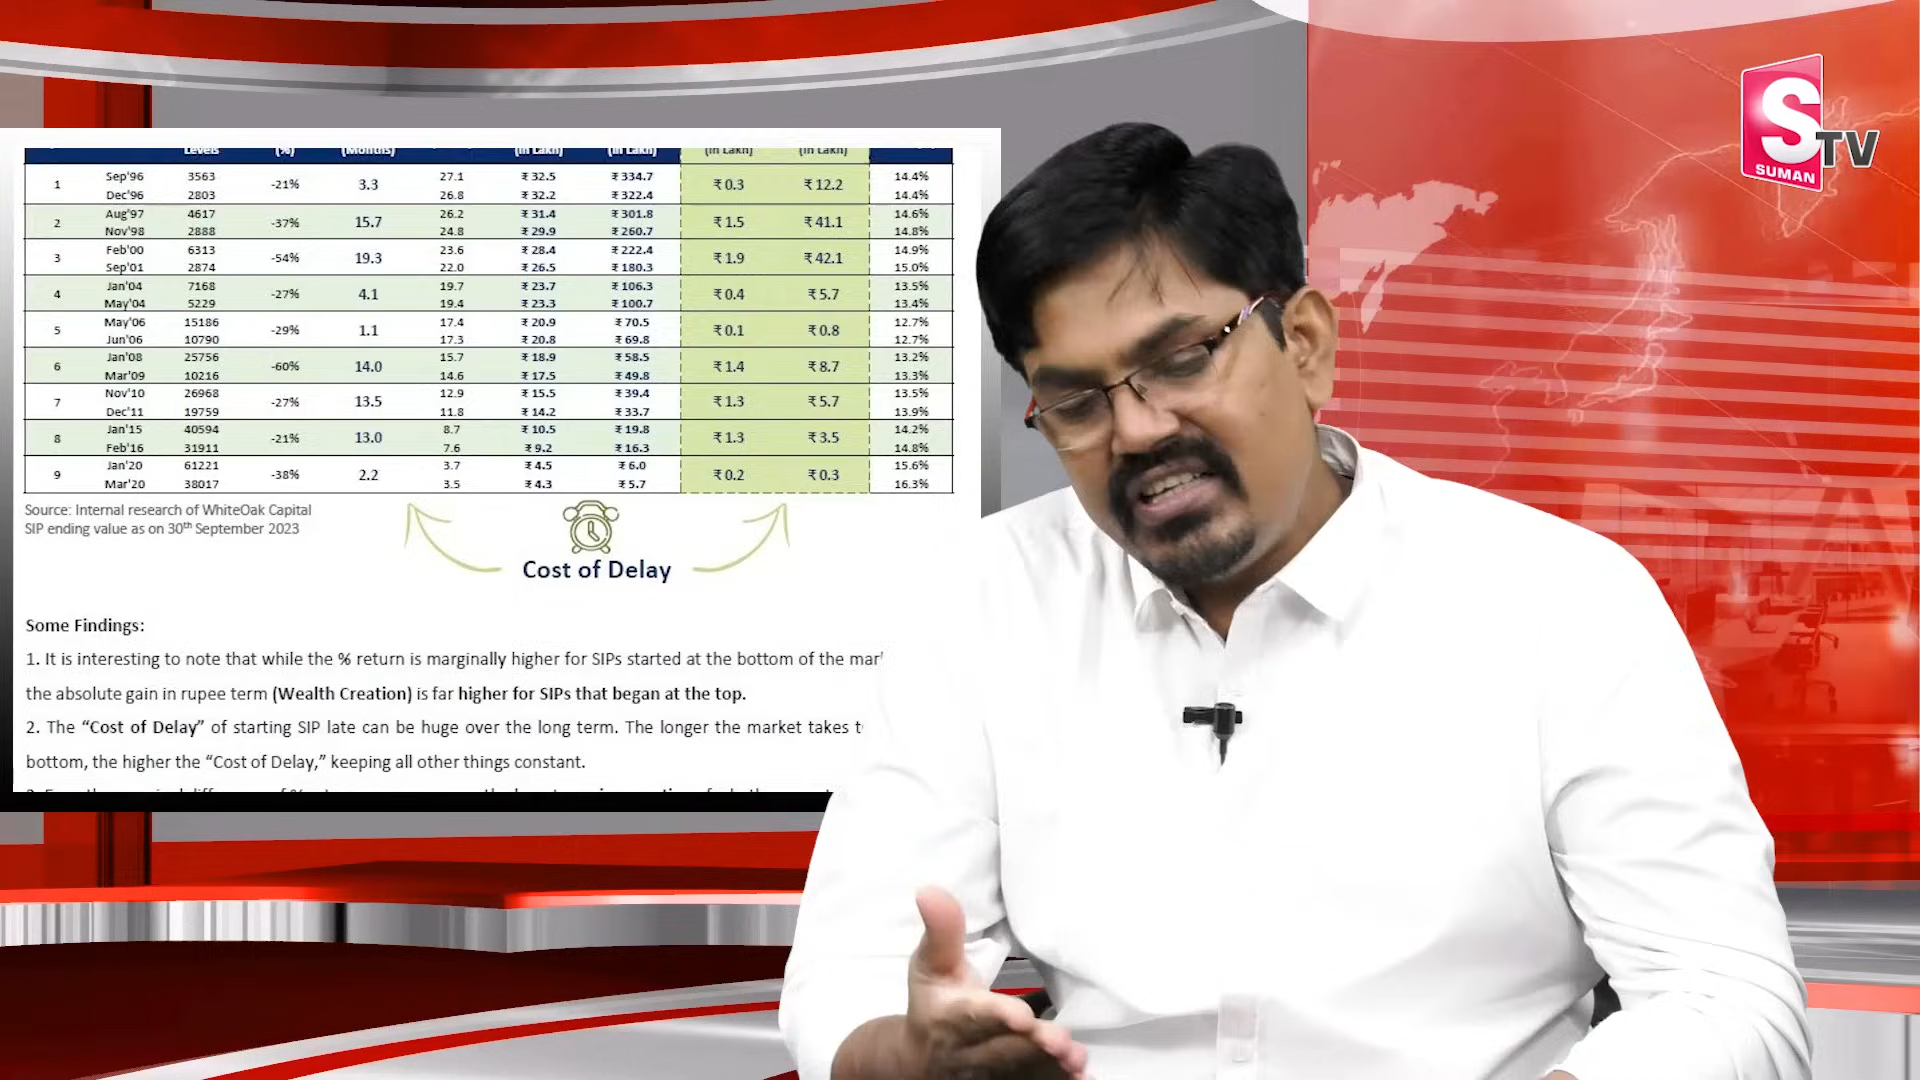 Levels (%) (Months) (in Lakh) (in Lakh) (in Lakh) (in Lakh)
1 Sep'96 3563 -21% 3.3 27.1 ₹ 32.5 ₹ 334.7 ₹ 0.3 ₹ 12.2 14.4%
Dec'96 2803 26.8 ₹ 32.2 ₹ 322.4 14.4%
2 Aug'97 4617 -37% 15.7 26.2 ₹ 31.4 ₹ 301.8 ₹ 1.5 ₹ 41.1 14.6%
Nov'98 2888 24.8 ₹ 29.9 ₹ 260.7 14.8%
3 Feb'00 6313 -54% 19.3 23.6 ₹ 28.4 ₹ 222.4 ₹ 1.9 ₹ 42.1 14.9%
Sep'01 2874 22.0 ₹ 26.5 ₹ 180.3 15.0%
4 Jan'04 7168 -27% 4.1 19.7 ₹ 23.7 ₹ 106.3 ₹ 0.4 ₹ 5.7 13.5%
May'04 5229 19.4 ₹ 23.3 ₹ 100.7 13.4%
5 May'06 15186 -29% 1.1 17.4 ₹ 20.9 ₹ 70.5 ₹ 0.1 ₹ 0.8 12.7%
Jun'06 10790 17.3 ₹ 20.8 ₹ 69.8 12.7%
6 Jan'08 25756 -60% 14.0 15.7 ₹ 18.9 ₹ 58.5 ₹ 1.4 ₹ 8.7 13.2%
Mar'09 10216 14.6 ₹ 17.5 ₹ 49.8 13.3%
7 Nov'10 26968 -27% 13.5 12.9 ₹ 15.5 ₹ 39.4 ₹ 1.3 ₹ 5.7 13.5%
Dec'11 19759 11.8 ₹ 14.2 ₹ 33.7 13.9%
8 Jan'15 40594 -21% 13.0 8.7 ₹ 10.5 ₹ 19.8 ₹ 1.3 ₹ 3.5 14.2%
Feb'16 31911 7.6 ₹ 9.2 ₹ 16.3 14.8%
9 Jan'20 61221 -38% 2.2 3.7 ₹ 4.5 ₹ 6.0 ₹ 0.2 ₹ 0.3 15.6%
Mar'20 38017 3.5 ₹ 4.3 ₹ 5.7 16.3%
Source: Internal research of WhiteOak Capital
SIP ending value as on 30th September 2023
Cost of Delay
Some Findings:
1. It is interesting to note that while the % return is marginally higher for SIPs started at the bottom of the
the absolute gain in rupee term (Wealth Creation) is far higher for SIPs that began at the top.
2. The “Cost of Delay” of starting SIP late can be huge over the long term. The longer the market takes
bottom, the higher the “Cost of Delay,” keeping all other things constant.
S
TV
SUMAN